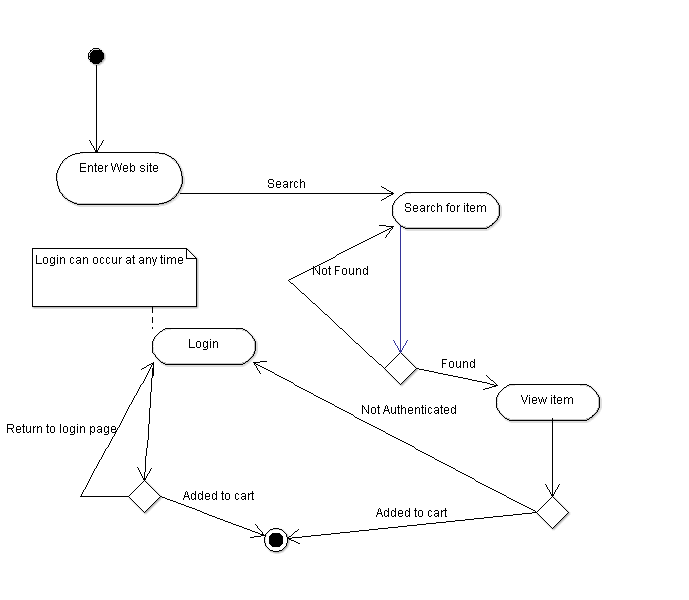 Enter Web site
Search
Search for item
Login can occur at any time
Not Found
Login
Found
View item
Not Authenticated
Return to login page
Added to cart
Added to cart